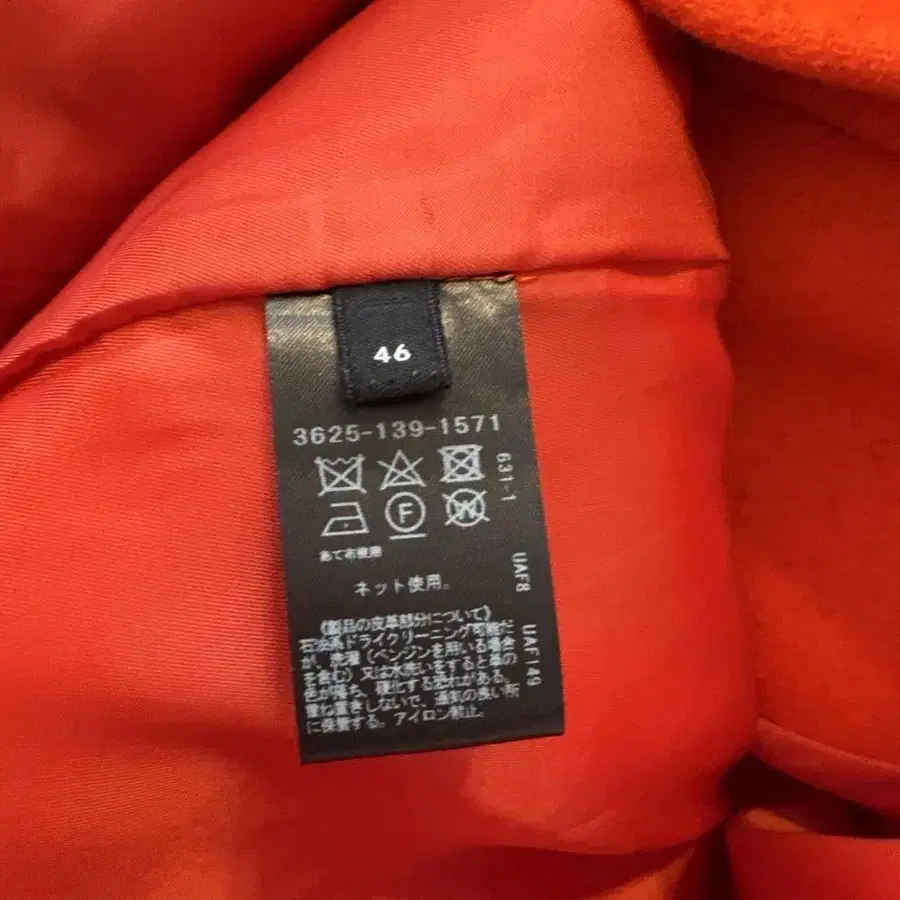 46
3625-139-1571
631-1
F
W
あて布使用
ネット使用。
UAF8
UAF149
《製品の皮革部分について》
石油系ドライクリーニング可能だ
が、洗濯(ベンジンを用いる場合
を含む)又は水洗いをすると革の
色が落ち、硬化する恐れがある。
重ね置きしないで、通気の良い所
に保管する。アイロン禁止。